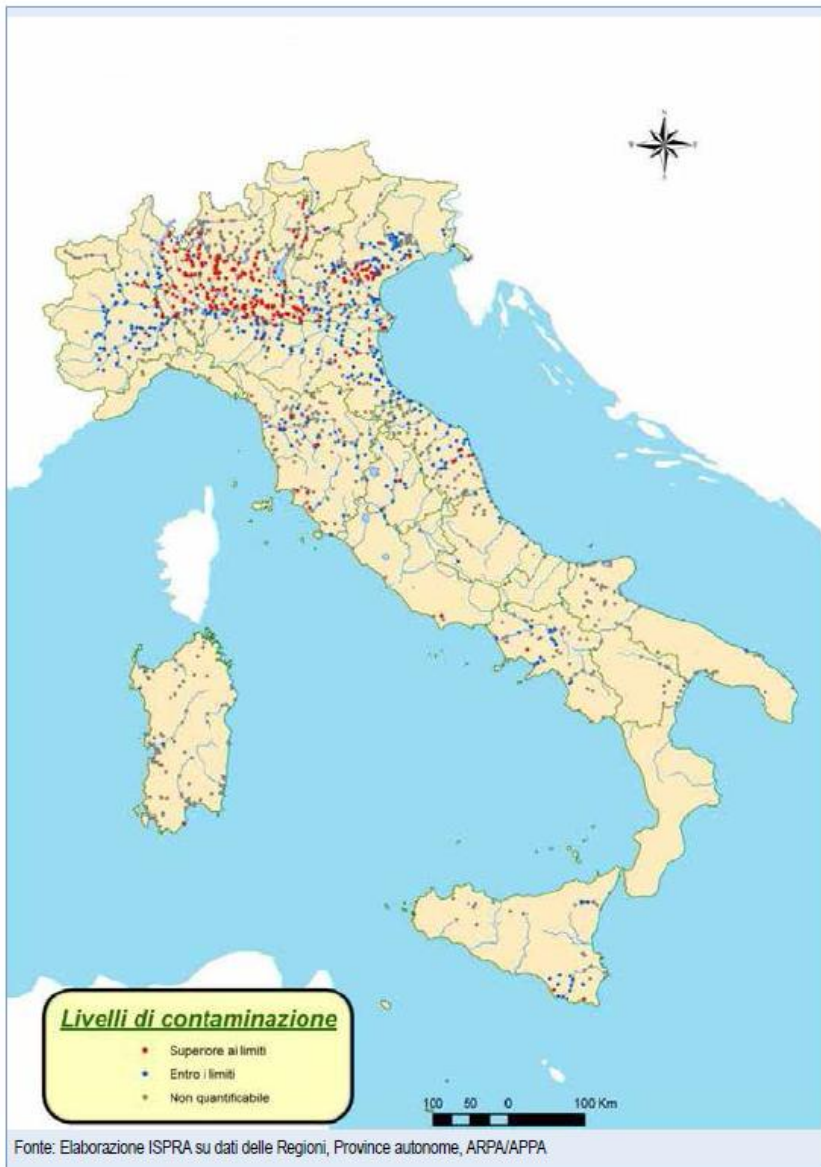 N
Livelli di contaminazione
Superiore ai limiti
Entro i limiti
Non quantificabile
100 50 0 100 Km
Fonte: Elaborazione ISPRA su dati delle Regioni, Province autonome, ARPA/APPA